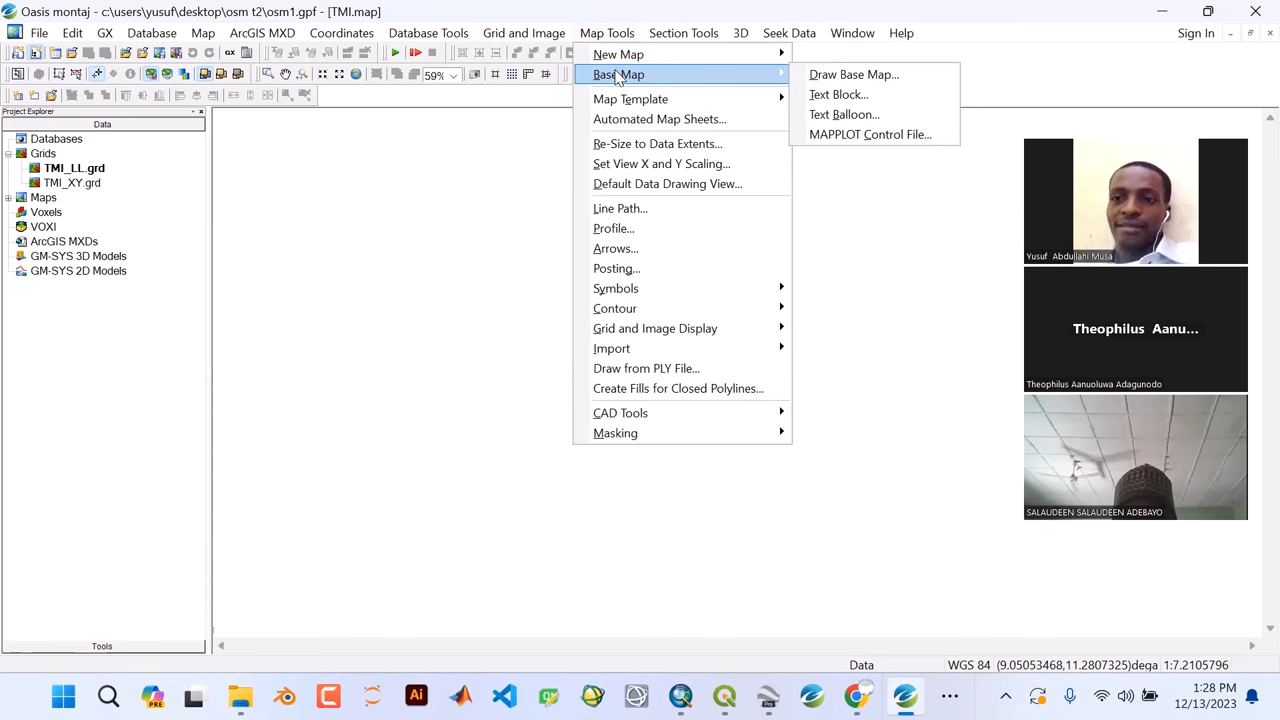 Oasis montaj - c:\users\yusuf\desktop\osm t2\osm1.gpf - [TMI.map]
File Edit GX Database Map ArcGIS MXD Coordinates Database Tools Grid and Image Map Tools Section Tools 3D Seek Data Window Help Sign In
GX
59%
Project Explorer
Data
Databases
Grids
TMI_LL.grd
TMI_XY.grd
Maps
Voxels
VOXI
ArcGIS MXDs
GM-SYS 3D Models
GM-SYS 2D Models
Tools
New Map
Base Map
Map Template
Automated Map Sheets...
Re-Size to Data Extents...
Set View X and Y Scaling...
Default Data Drawing View...
Line Path...
Profile...
Arrows...
Posting...
Symbols
Contour
Grid and Image Display
Import
Draw from PLY File...
Create Fills for Closed Polylines...
CAD Tools
Masking
Draw Base Map...
Text Block...
Text Balloon...
MAPPLOT Control File...
Yusuf Abdullahi Musa
Theophilus Aanu...
Theophilus Aanuoluwa Adagunodo
SALAUDEEN SALAUDEEN ADEBAYO
Data WGS 84 (9.05053468,11.2807325)dega 1:7.2105796
PRE
Ai
Pro
1:28 PM
12/13/2023